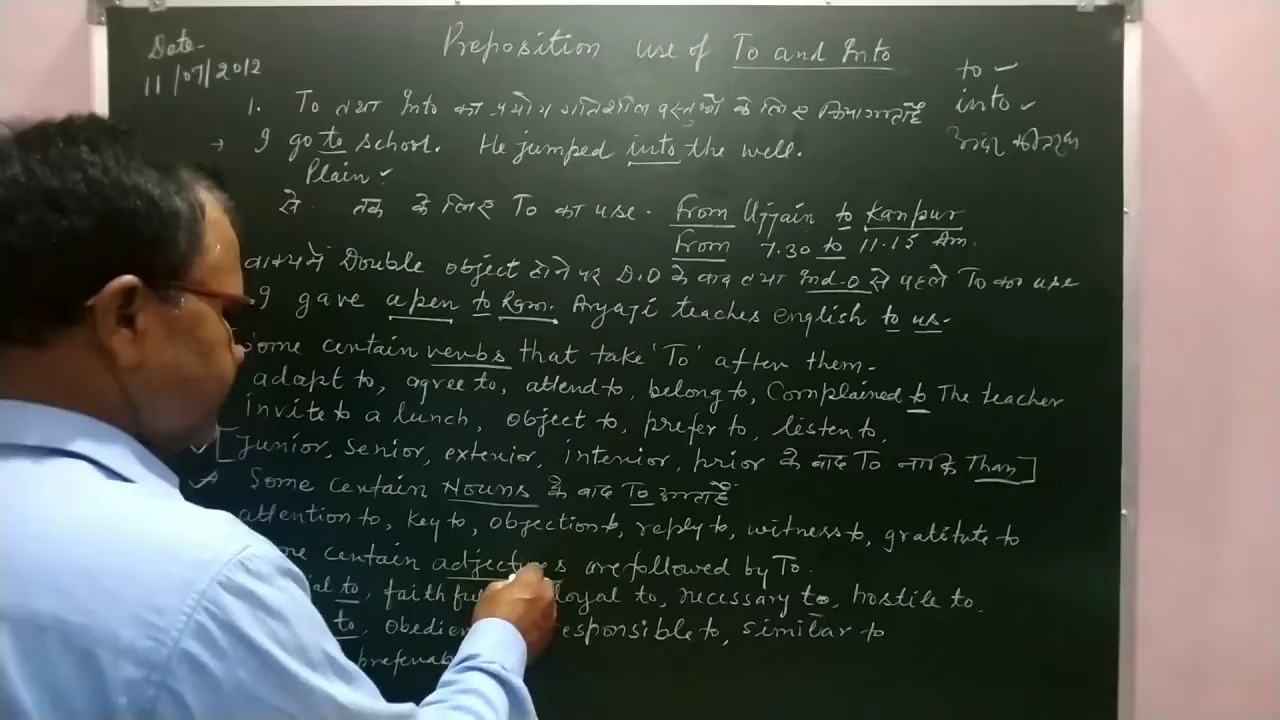 Date-
11/07/2012
Preposition use of To and Into
to ✓
into ✓
1. To तथा Into का प्रयोग गतिशील वस्तुओं के लिए किया जाता है
→ I go to school. He jumped into the well.
Plain ✓
से तक के लिए To का use. From Ujjain to Kanpur
From 7.30 to 11.15 Am.
वाक्य में Double object होने पर D.O के बाद तथा Ind.O से पहले To का use
I gave a pen to Ram. Aryaji teaches english to us.
Some certain verbs that take 'To' after them.
adapt to, agree to, attend to, belong to, Complained to The teacher
invite to a lunch, object to, prefer to, listen to,
[Junior, Senior, exterior, interior, prior के बाद To नाकि Than]
Some certain Nouns के बाद To आता है
attention to, key to, objection to, reply to, witness to, gratitude to
certain adjectives are followed by To.
to, loyal to, necessary to, hostile to.
to, to, similar to